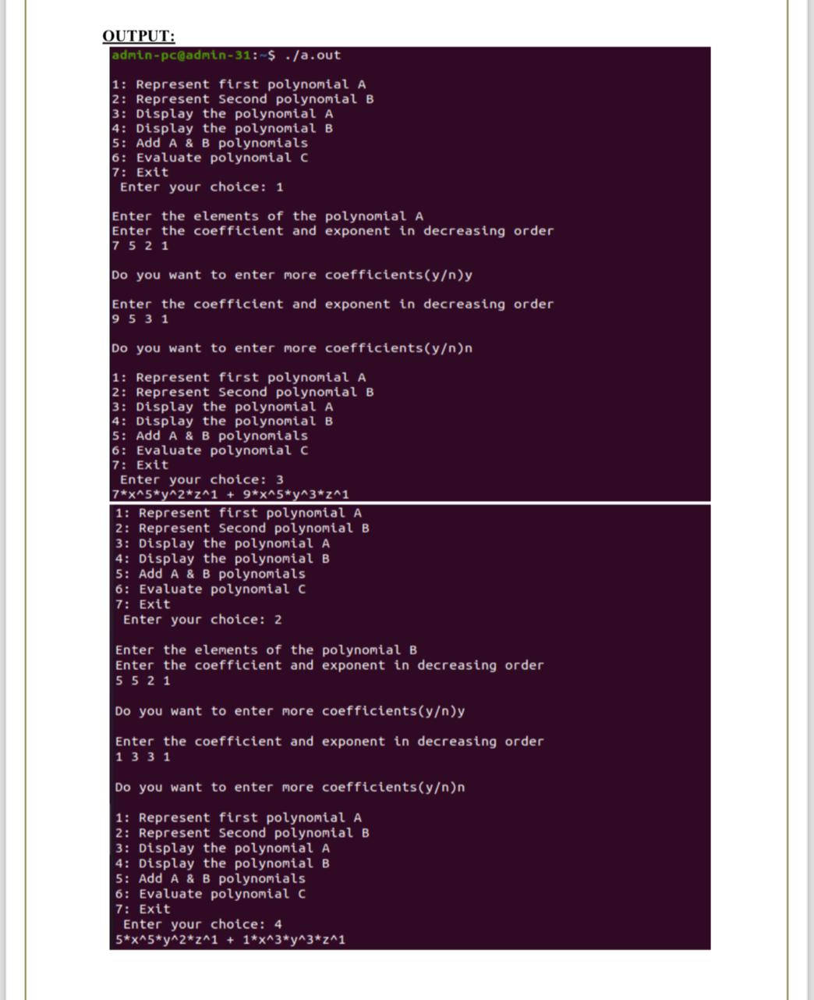 OUTPUT:
admin-pc@admin-31:~$ ./a.out
1: Represent first polynomial A
2: Represent Second polynomial B
3: Display the polynomial A
4: Display the polynomial B
5: Add A & B polynomials
6: Evaluate polynomial C
7: Exit
Enter your choice: 1
Enter the elements of the polynomial A
Enter the coefficient and exponent in decreasing order
7 5 2 1
Do you want to enter more coefficients(y/n)y
Enter the coefficient and exponent in decreasing order
9 5 3 1
Do you want to enter more coefficients(y/n)n
1: Represent first polynomial A
2: Represent Second polynomial B
3: Display the polynomial A
4: Display the polynomial B
5: Add A & B polynomials
6: Evaluate polynomial C
7: Exit
Enter your choice: 3
7*x^5*y^2*z^1 + 9*x^5*y^3*z^1
1: Represent first polynomial A
2: Represent Second polynomial B
3: Display the polynomial A
4: Display the polynomial B
5: Add A & B polynomials
6: Evaluate polynomial C
7: Exit
Enter your choice: 2
Enter the elements of the polynomial B
Enter the coefficient and exponent in decreasing order
5 5 2 1
Do you want to enter more coefficients(y/n)y
Enter the coefficient and exponent in decreasing order
1 3 3 1
Do you want to enter more coefficients(y/n)n
1: Represent first polynomial A
2: Represent Second polynomial B
3: Display the polynomial A
4: Display the polynomial B
5: Add A & B polynomials
6: Evaluate polynomial C
7: Exit
Enter your choice: 4
5*x^5*y^2*z^1 + 1*x^3*y^3*z^1